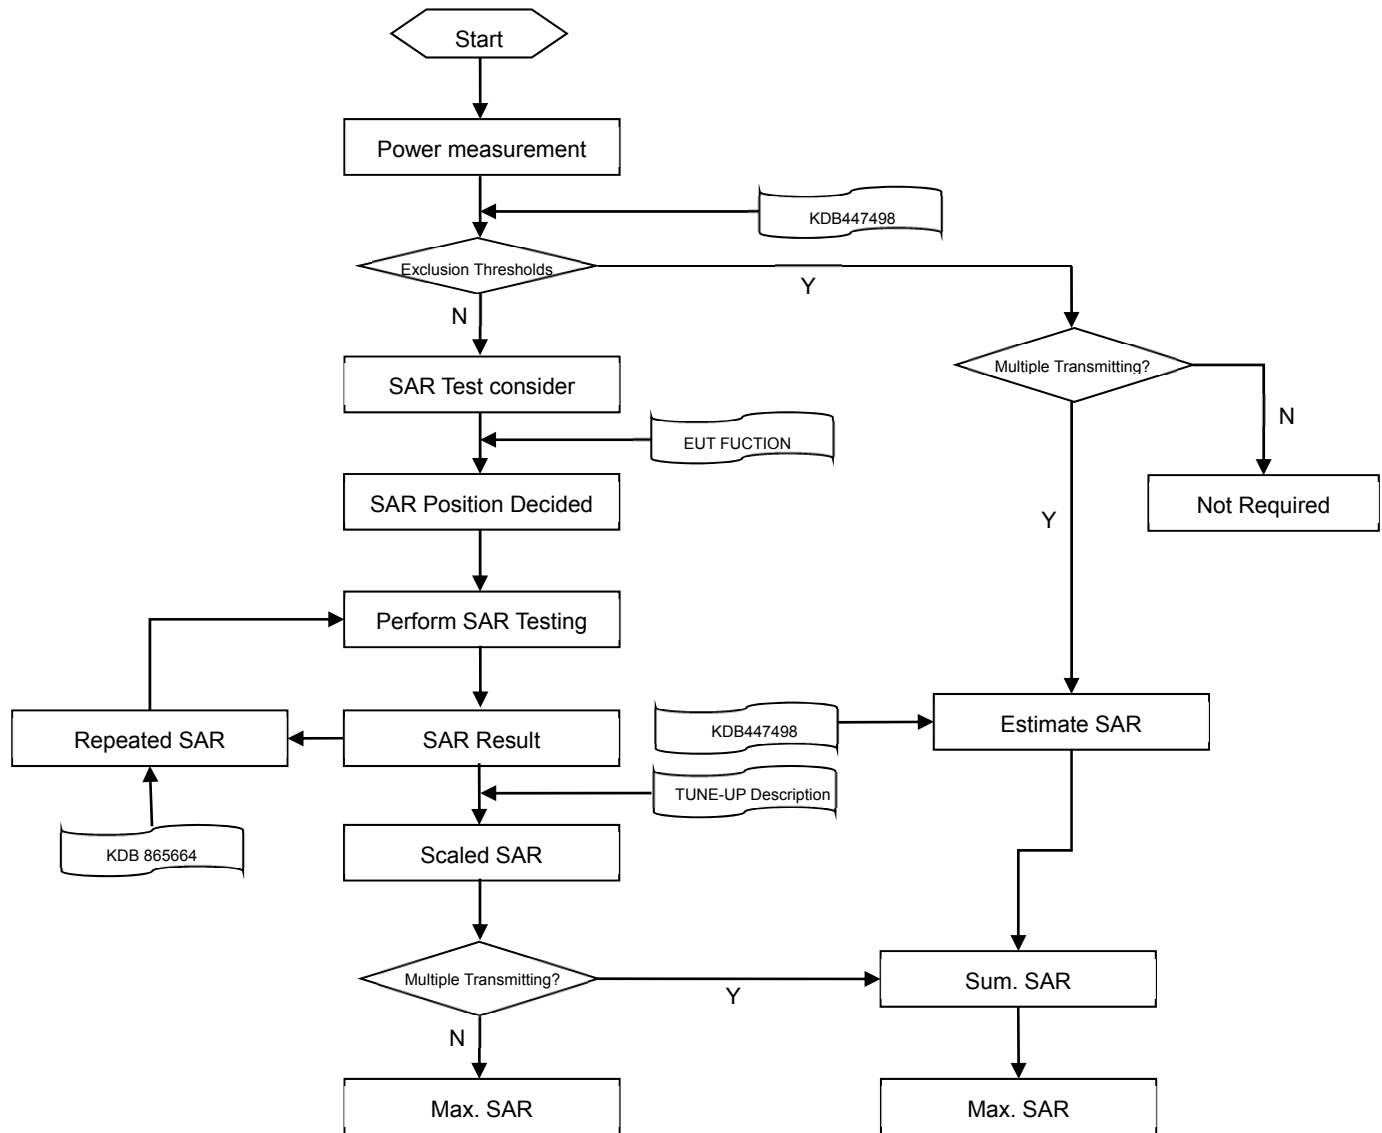 Start
Power measurement
KDB447498
Exclusion Thresholds
Y
N
Multiple Transmitting?
SAR Test consider
N
EUT FUCTION
SAR Position Decided
Not Required
Y
Perform SAR Testing
Repeated SAR
SAR Result
KDB447498
Estimate SAR
TUNE-UP Description
KDB 865664
Scaled SAR
Multiple Transmitting?
Y
Sum. SAR
N
Max. SAR
Max. SAR